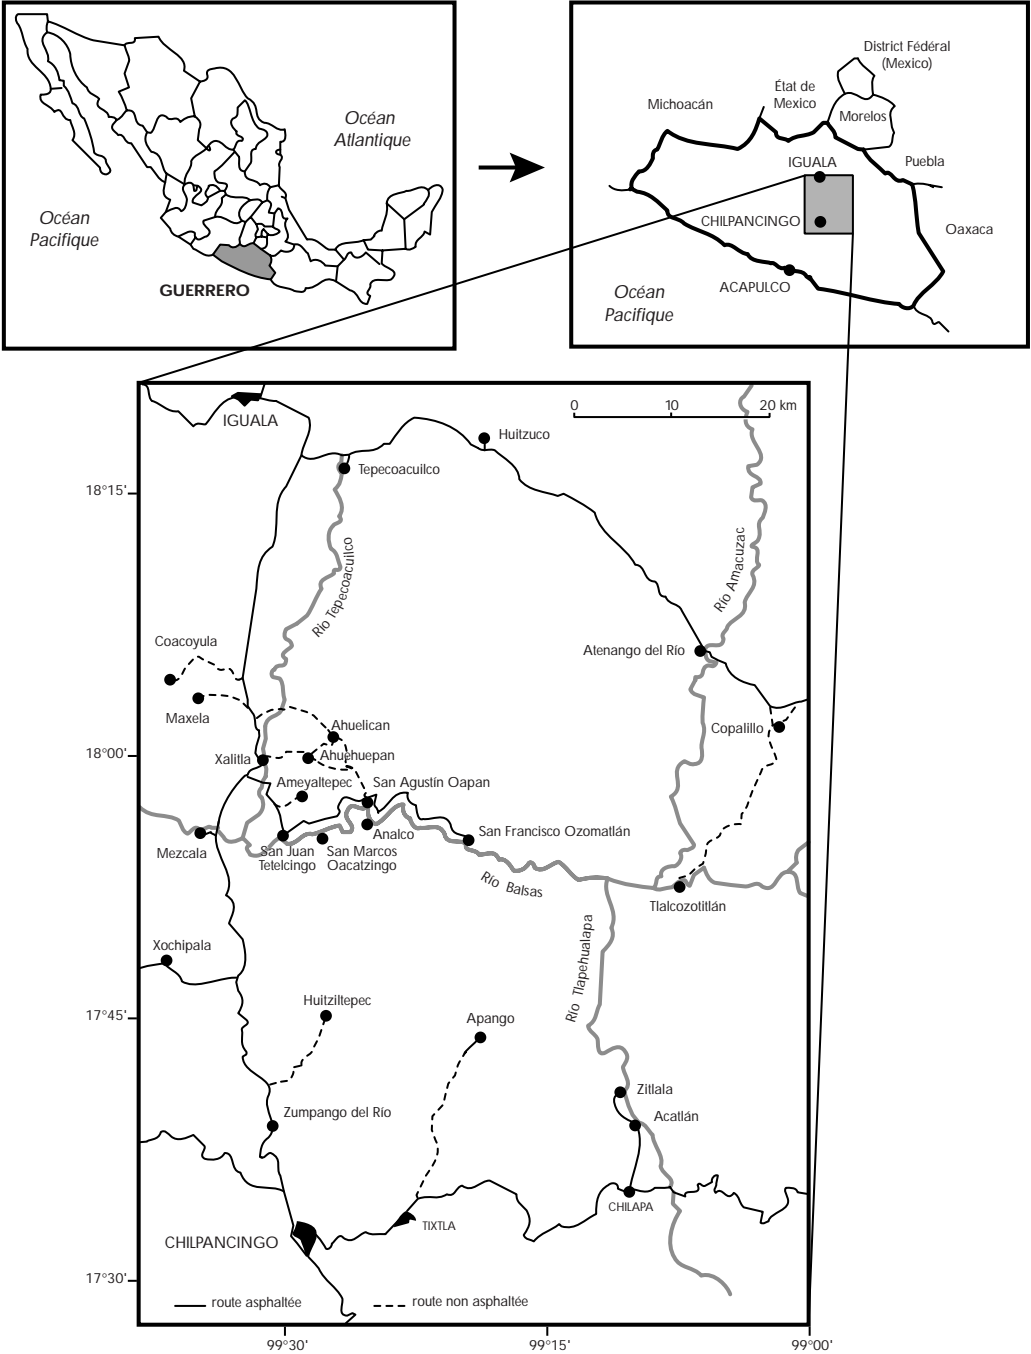 Océan
Atlantique
Océan
Pacifique
GUERRERO
District Fédéral
(Mexico)
État de
Mexico
Michoacán
Morelos
IGUALA
Puebla
CHILPANCINGO
Oaxaca
ACAPULCO
Océan
Pacifique
0 10 20 km
IGUALA
Huitzuco
Tepecoacuilco
18°15'
Río Amacuzac
Río Tepecoacuilco
Coacoyula
Atenango del Río
Maxela
Ahuelican
Copalillo
18°00'
Xalitla
Ahuehuepan
Ameyaltepec
San Agustín Oapan
San Francisco Ozomatlán
Analco
Mezcala
San Juan
Tetelcingo
San Marcos
Oacatzingo
Río Balsas
Tlalcozotitlán
Xochipala
Río Tlapehualapa
Huitziltepec
17°45'
Apango
Zitlala
Zumpango del Río
Acatlán
CHILAPA
TIXTLA
CHILPANCINGO
17°30'
route asphaltée
route non asphaltée
99°30'
99°15'
99°00'